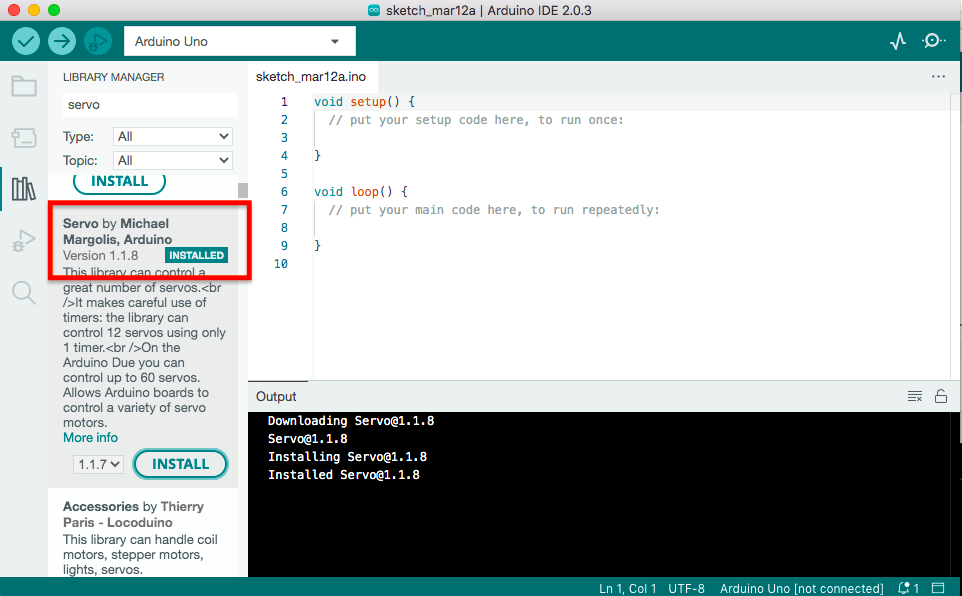 sketch_mar12a | Arduino IDE 2.0.3
Arduino Uno
LIBRARY MANAGER
servo
Type: All
Topic: All
INSTALL
Servo by Michael
Margolis, Arduino
Version 1.1.8 INSTALLED
This library can control a
great number of servos.<br
/>It makes careful use of
timers: the library can
control 12 servos using only
1 timer.<br />On the
Arduino Due you can
control up to 60 servos.
Allows Arduino boards to
control a variety of servo
motors.
More info
1.1.7 INSTALL
Accessories by Thierry
Paris - Locoduino
This library can handle coil
motors, stepper motors,
lights, servos.
sketch_mar12a.ino
...
1 void setup() {
2 // put your setup code here, to run once:
3
4 }
5
6 void loop() {
7 // put your main code here, to run repeatedly:
8
9 }
10
Output
Downloading Servo@1.1.8
Servo@1.1.8
Installing Servo@1.1.8
Installed Servo@1.1.8
Ln 1, Col 1 UTF-8 Arduino Uno [not connected] 1